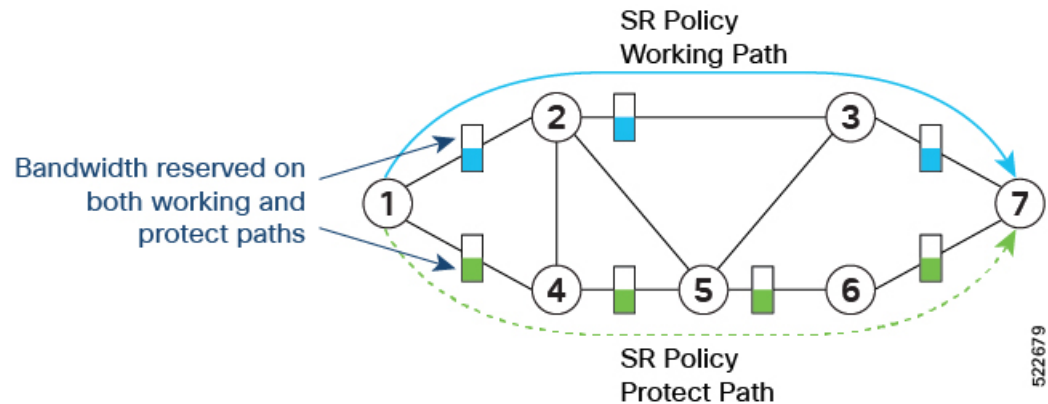 SR Policy
Working Path
2
3
Bandwidth reserved on
both working and
protect paths
1
7
4
5
6
SR Policy
Protect Path
522679